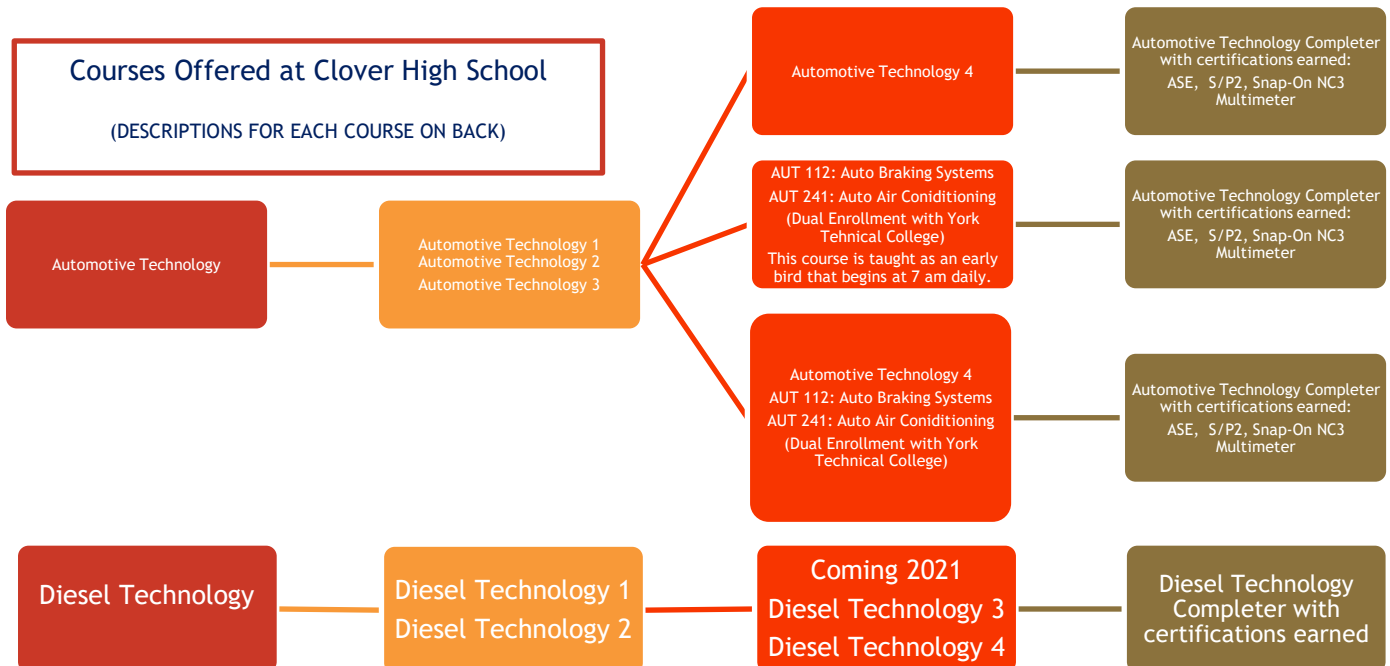 Courses Offered at Clover High School
(DESCRIPTIONS FOR EACH COURSE ON BACK)
Automotive Technology
Automotive Technology 1
Automotive Technology 2
Automotive Technology 3
Automotive Technology 4
Automotive Technology Completer
with certifications earned:
ASE, S/P2, Snap-On NC3
Multimeter
AUT 112: Auto Braking Systems
AUT 241: Auto Air Coniditioning
(Dual Enrollment with York
Tehnical College)
This course is taught as an early
bird that begins at 7 am daily.
Automotive Technology Completer
with certifications earned:
ASE, S/P2, Snap-On NC3
Multimeter
Automotive Technology 4
AUT 112: Auto Braking Systems
AUT 241: Auto Air Coniditioning
(Dual Enrollment with York
Technical College)
Automotive Technology Completer
with certifications earned:
ASE, S/P2, Snap-On NC3
Multimeter
Diesel Technology
Diesel Technology 1
Diesel Technology 2
Coming 2021
Diesel Technology 3
Diesel Technology 4
Diesel Technology
Completer with
certifications earned